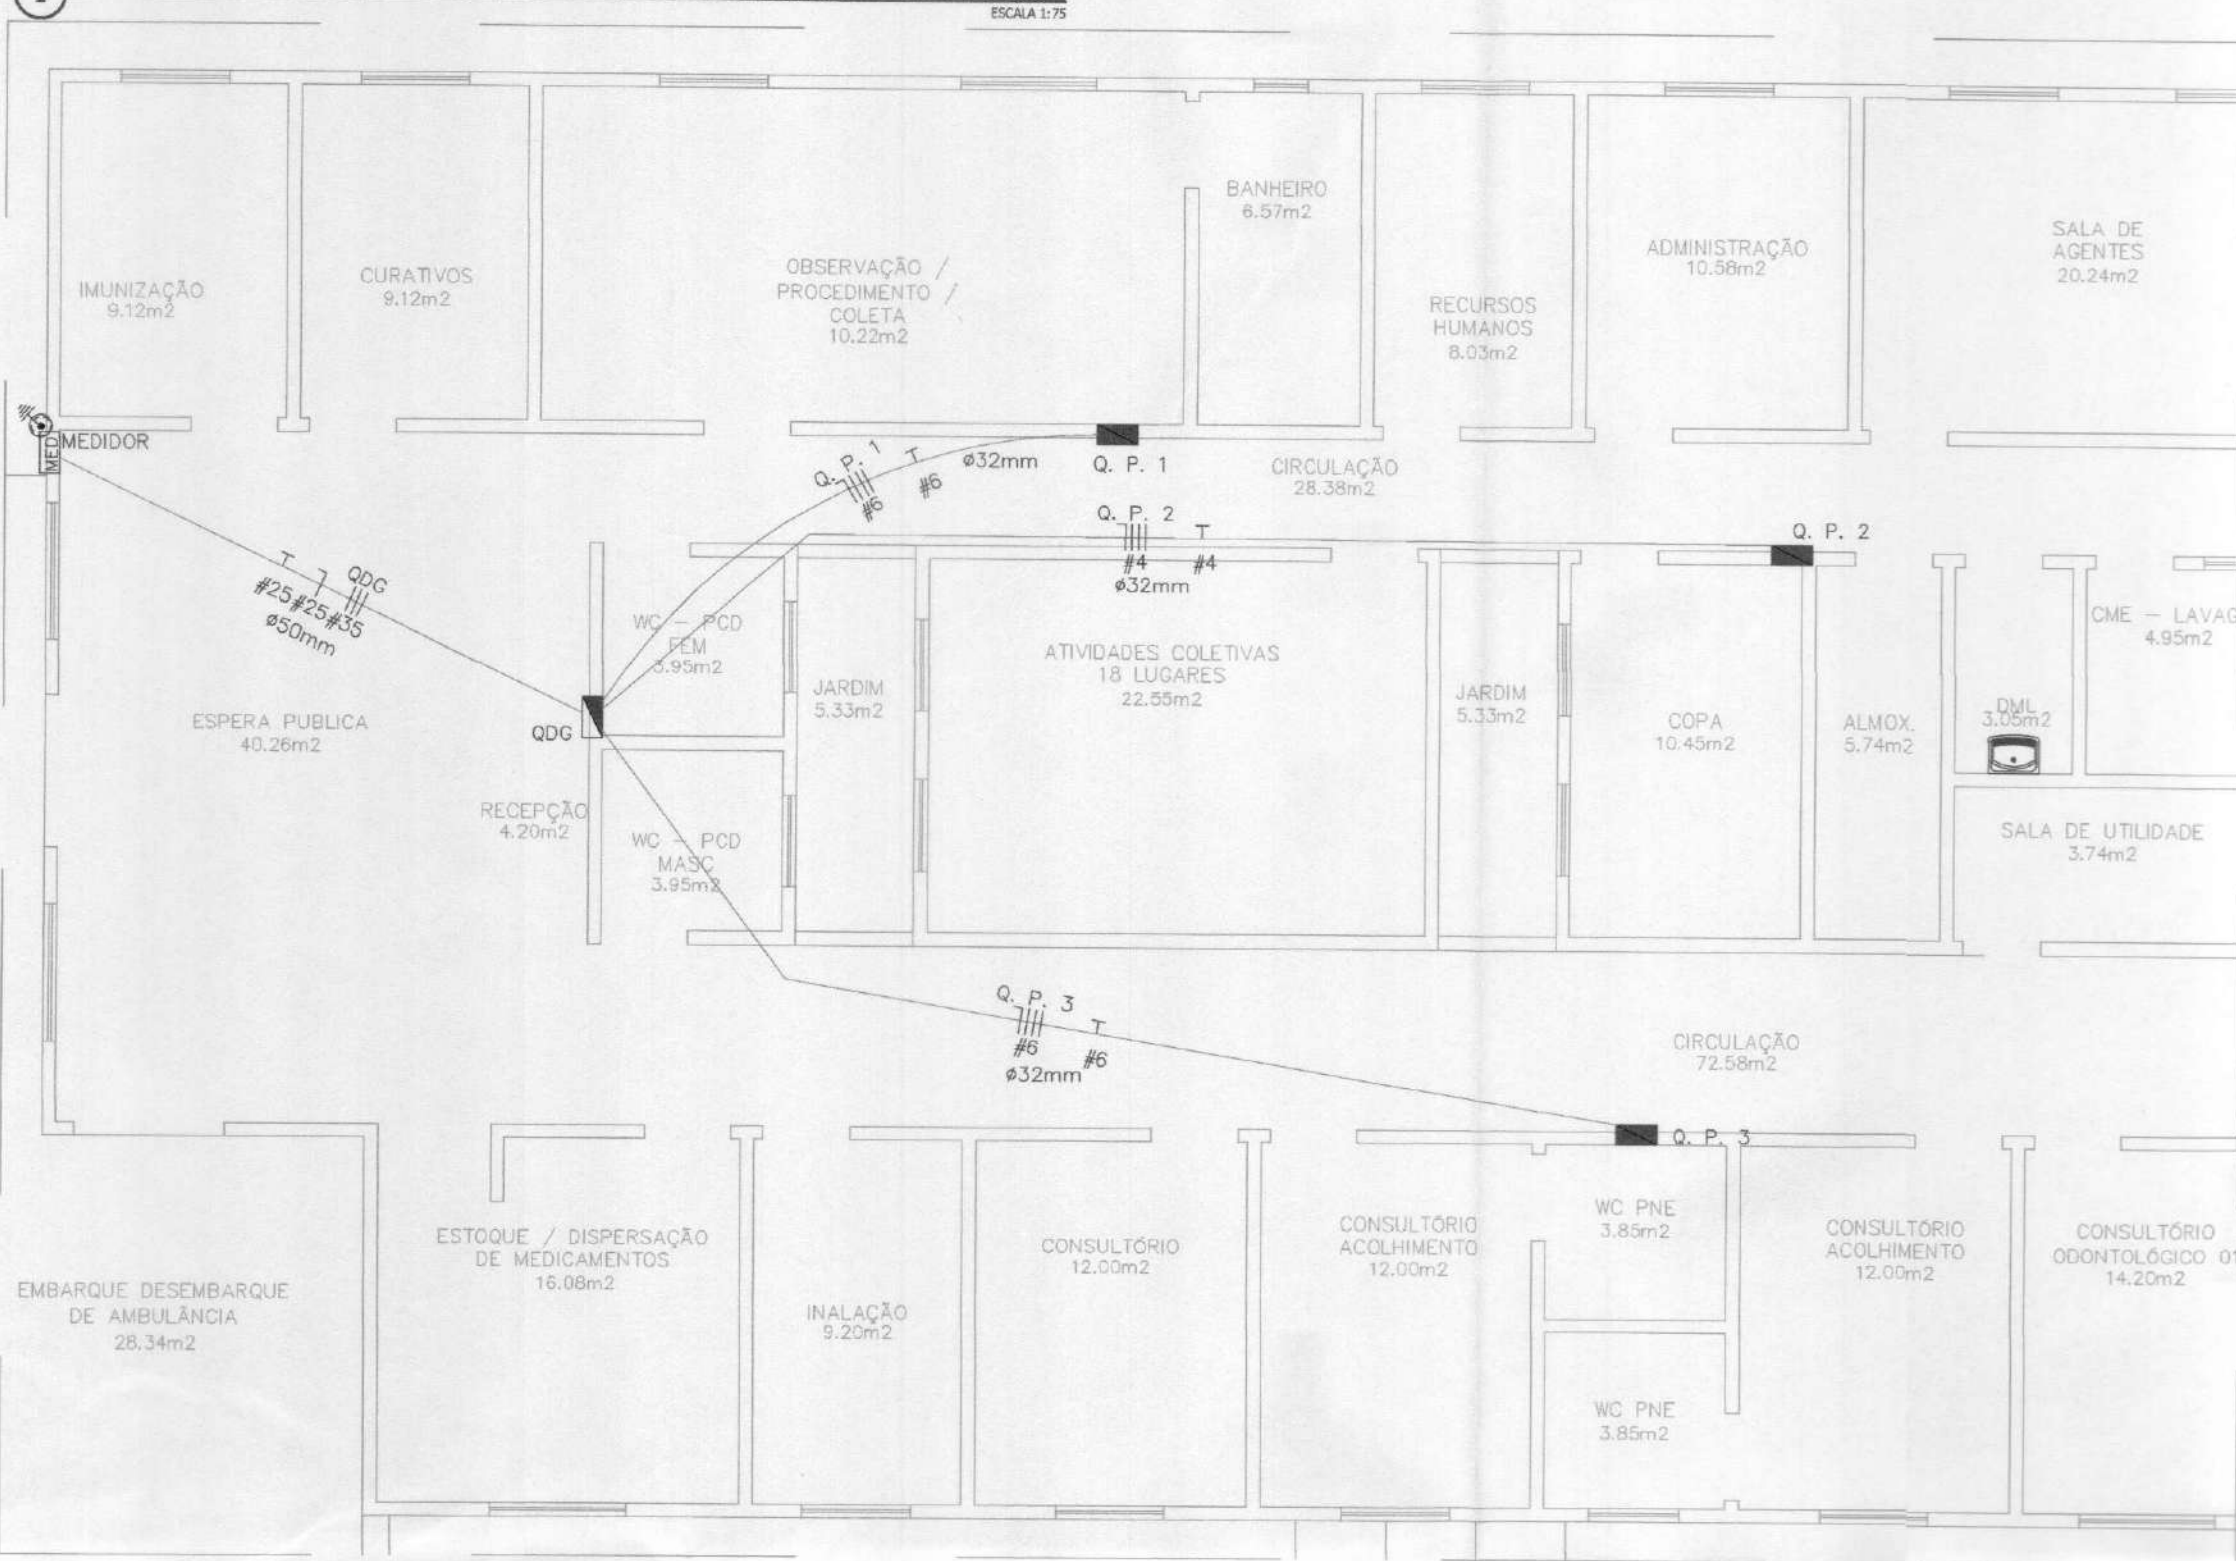 ESCALA 1:75
IMUNIZAÇÃO
9.12m2
CURATIVOS
9.12m2
OBSERVAÇÃO /
PROCEDIMENTO /
COLETA
10.22m2
BANHEIRO
6.57m2
RECURSOS
HUMANOS
8.03m2
ADMINISTRAÇÃO
10.58m2
SALA DE
AGENTES
20.24m2
MED
MEDIDOR
Q. P. 1
#6
T
#6
ø32mm
Q. P. 1
CIRCULAÇÃO
28.38m2
Q. P. 2
#4
T
#4
ø32mm
Q. P. 2
T
QDG
#25 #25 #35
ø50mm
ESPERA PUBLICA
40.26m2
QDG
RECEPÇÃO
4.20m2
WC - PCD
FEM
3.95m2
WC - PCD
MASC
3.95m2
JARDIM
5.33m2
ATIVIDADES COLETIVAS
18 LUGARES
22.55m2
JARDIM
5.33m2
COPA
10.45m2
ALMOX.
5.74m2
DML
3.05m2
CME - LAVAG
4.95m2
SALA DE UTILIDADE
3.74m2
Q. P. 3
#6
T
#6
ø32mm
CIRCULAÇÃO
72.58m2
Q. P. 3
EMBARQUE DESEMBARQUE
DE AMBULÂNCIA
28.34m2
ESTOQUE / DISPERSAÇÃO
DE MEDICAMENTOS
16.08m2
INALAÇÃO
9.20m2
CONSULTÓRIO
12.00m2
CONSULTÓRIO
ACOLHIMENTO
12.00m2
WC PNE
3.85m2
WC PNE
3.85m2
CONSULTÓRIO
ACOLHIMENTO
12.00m2
CONSULTÓRIO
ODONTOLÓGICO 01
14.20m2